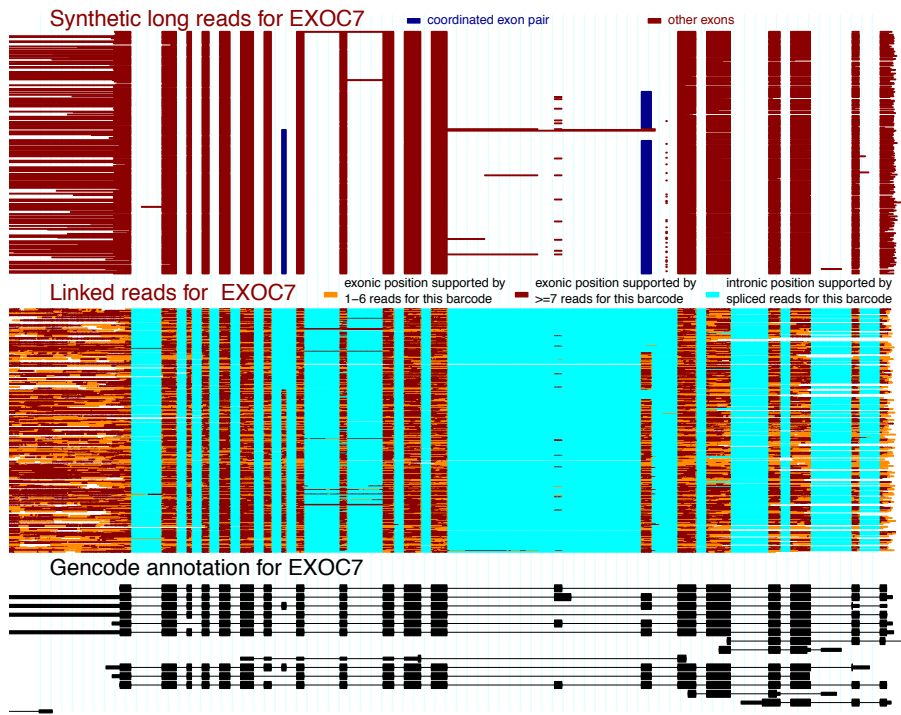 Synthetic long reads for EXOC7
coordinated exon pair
other exons
Linked reads for EXOC7
exonic position supported by
1−6 reads for this barcode
exonic position supported by
>=7 reads for this barcode
intronic position supported by
spliced reads for this barcode
Gencode annotation for EXOC7